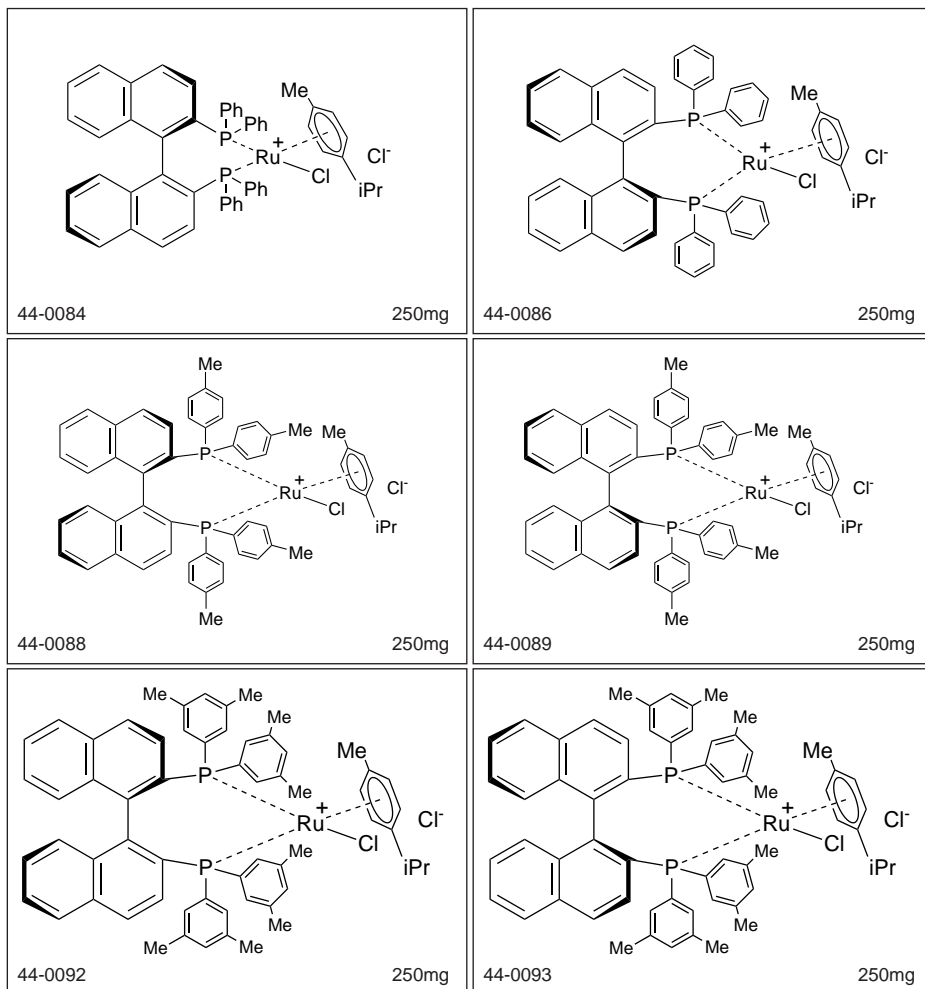 Me
Ph
Ph
P
+
Ru
Cl⁻
P
Ph
Cl
Ph
iPr
44-0084 250mg
Me
P
+
Ru
Cl⁻
Cl
P
iPr
44-0086 250mg
Me
Me
Me
P
+
Ru
Cl⁻
Cl
P
Me
iPr
Me
44-0088 250mg
Me
Me
Me
P
+
Ru
Cl⁻
Cl
P
Me
iPr
Me
44-0089 250mg
Me Me
Me
Me
P
Me
+
Ru
Cl⁻
Cl
Me
P
iPr
Me
Me Me
44-0092 250mg
Me Me
Me
Me
P
Me
+
Ru
Cl⁻
Cl
Me
P
iPr
Me
Me Me
44-0093 250mg